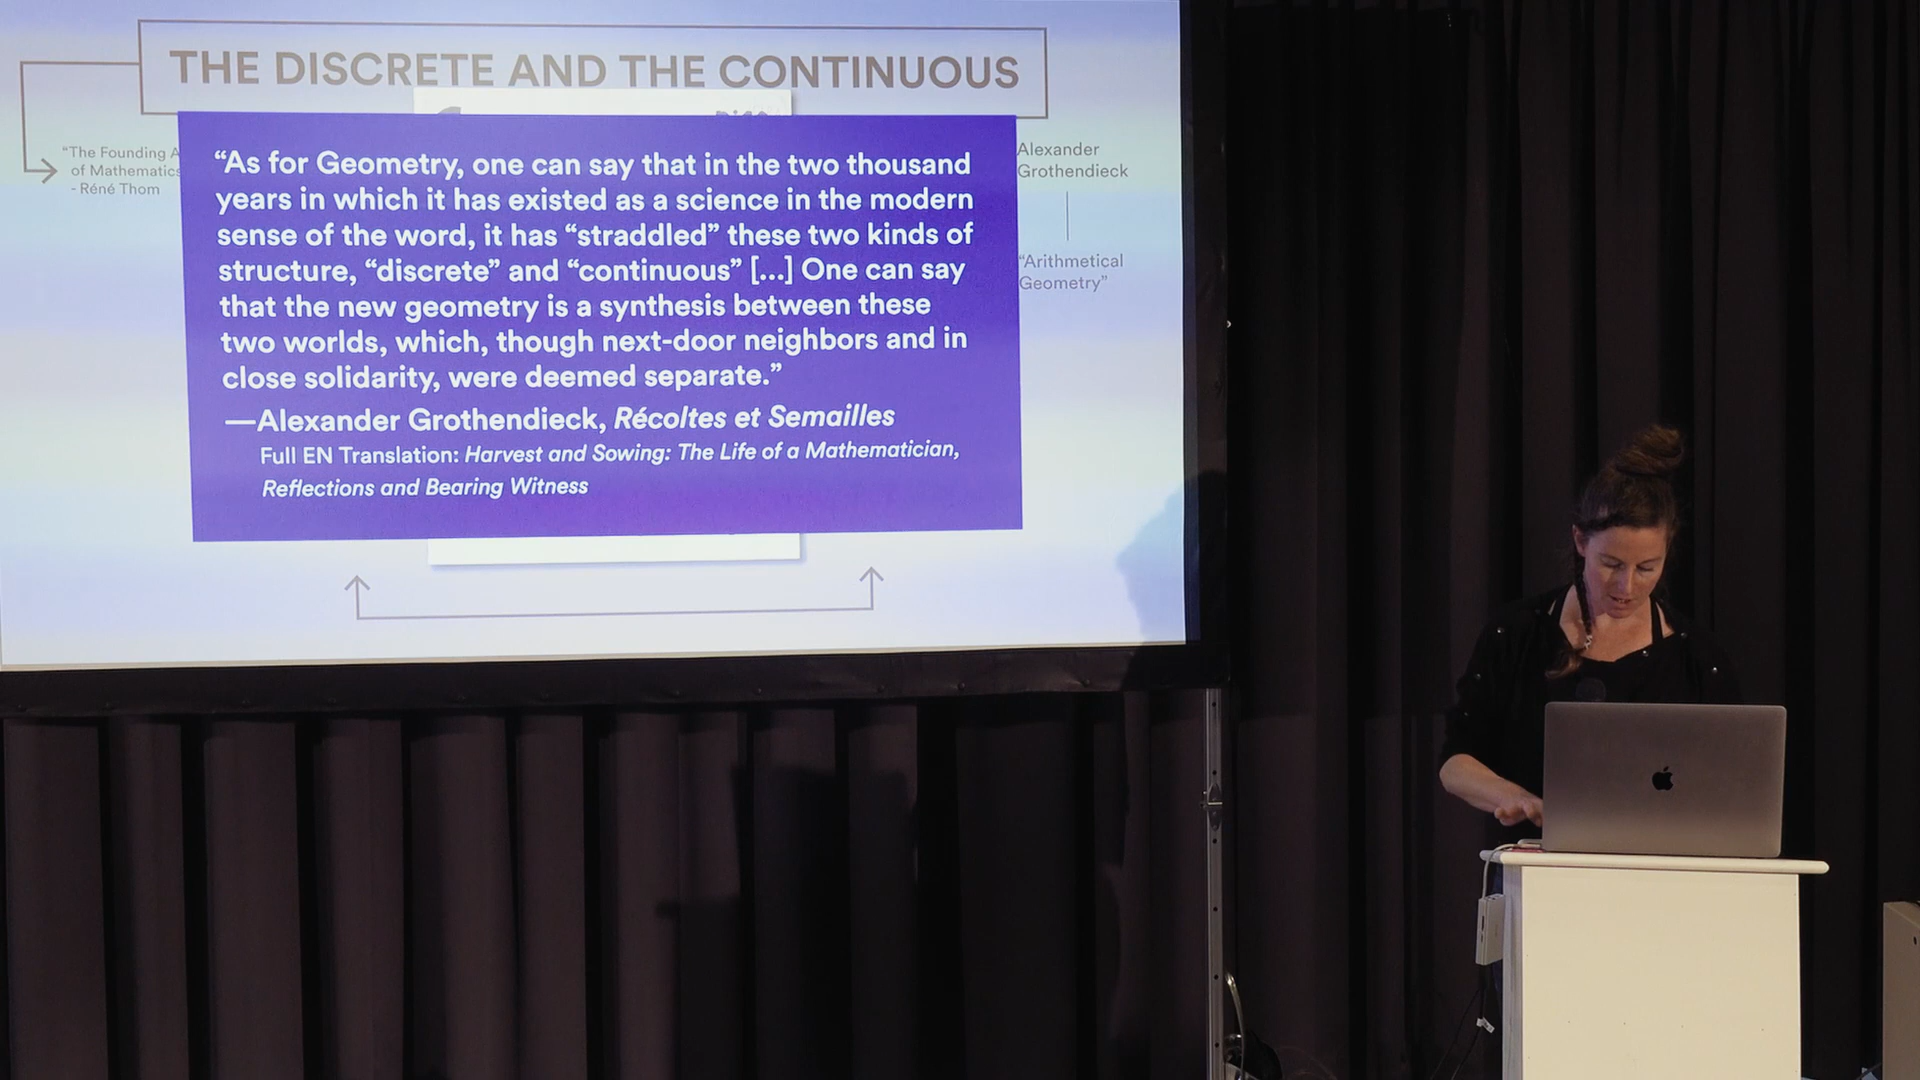 THE DISCRETE AND THE CONTINUOUS
"The Founding
of Mathematics
- Réné Thom
“As for Geometry, one can say that in the two thousand
years in which it has existed as a science in the modern
sense of the word, it has “straddled” these two kinds of
structure, “discrete” and “continuous” [...] One can say
that the new geometry is a synthesis between these
two worlds, which, though next-door neighbors and in
close solidarity, were deemed separate.”
—Alexander Grothendieck, Récoltes et Semailles
Full EN Translation: Harvest and Sowing: The Life of a Mathematician,
Reflections and Bearing Witness
Alexander
Grothendieck
“Arithmetical
Geometry”